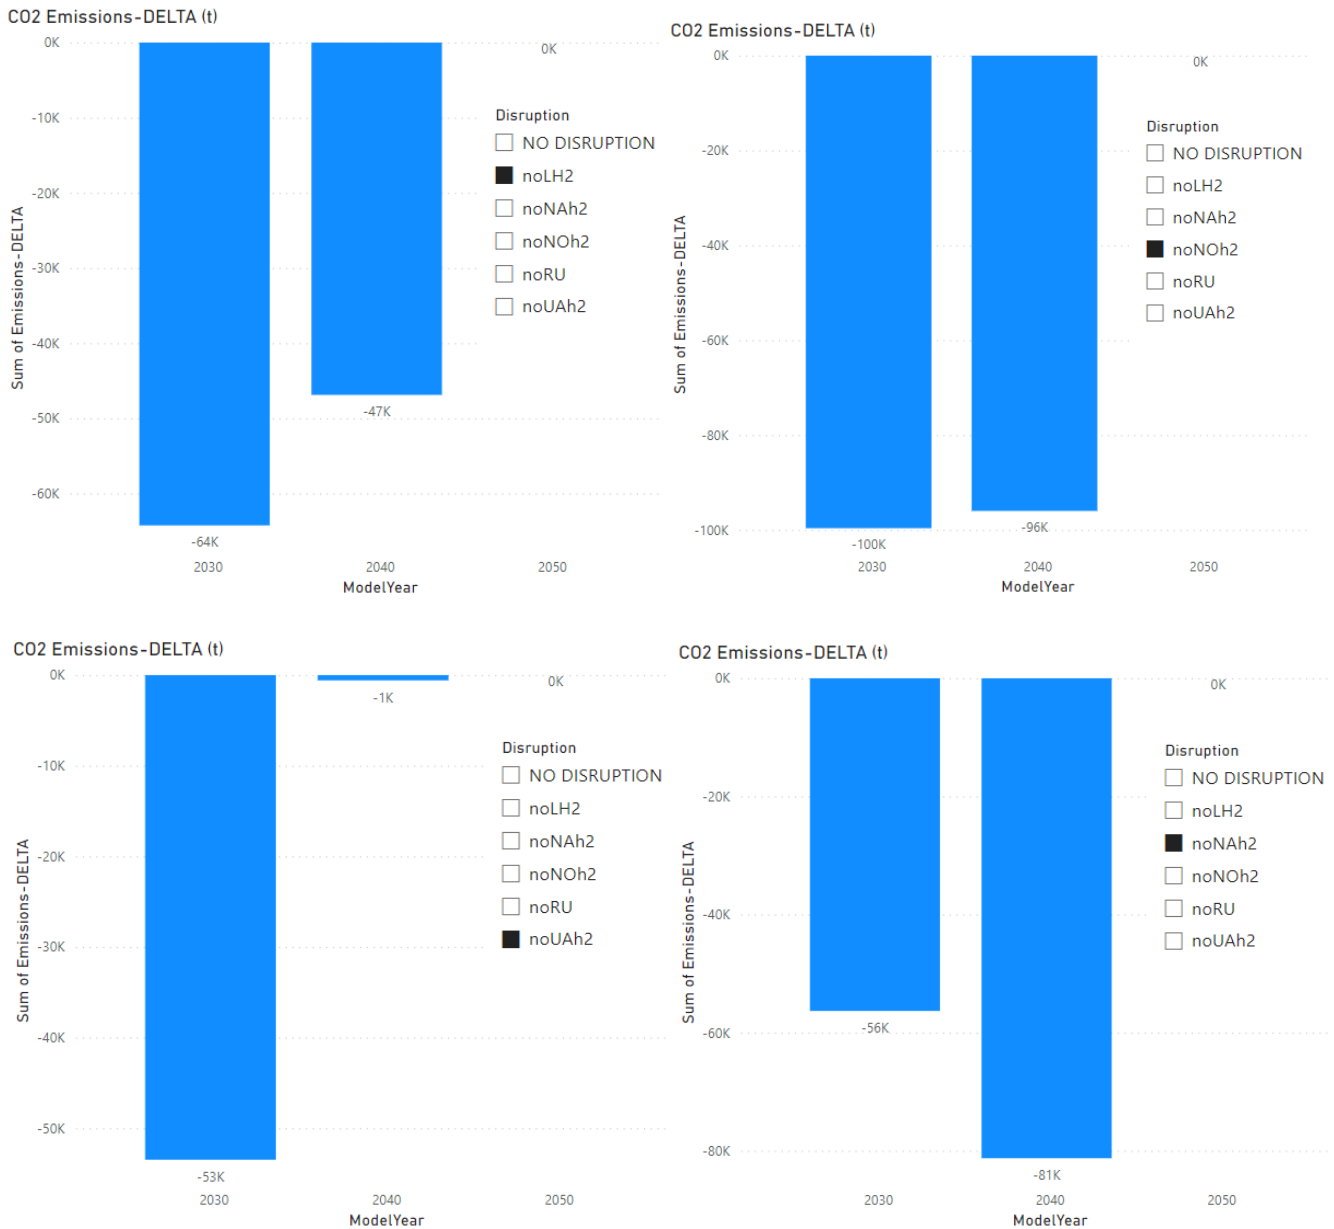 CO2 Emissions-DELTA (t)
0K
-10K
-20K
-30K
-40K
-50K
-60K
Sum of Emissions-DELTA
-64K
-47K
0K
2030
2040
2050
ModelYear
Disruption
NO DISRUPTION
noLH2
noNAh2
noNOh2
noRU
noUAh2
CO2 Emissions-DELTA (t)
0K
-20K
-40K
-60K
-80K
-100K
Sum of Emissions-DELTA
-100K
-96K
0K
2030
2040
2050
ModelYear
Disruption
NO DISRUPTION
noLH2
noNAh2
noNOh2
noRU
noUAh2
CO2 Emissions-DELTA (t)
0K
-10K
-20K
-30K
-40K
-50K
Sum of Emissions-DELTA
-53K
-1K
0K
2030
2040
2050
ModelYear
Disruption
NO DISRUPTION
noLH2
noNAh2
noNOh2
noRU
noUAh2
CO2 Emissions-DELTA (t)
0K
-20K
-40K
-60K
-80K
Sum of Emissions-DELTA
-56K
-81K
0K
2030
2040
2050
ModelYear
Disruption
NO DISRUPTION
noLH2
noNAh2
noNOh2
noRU
noUAh2